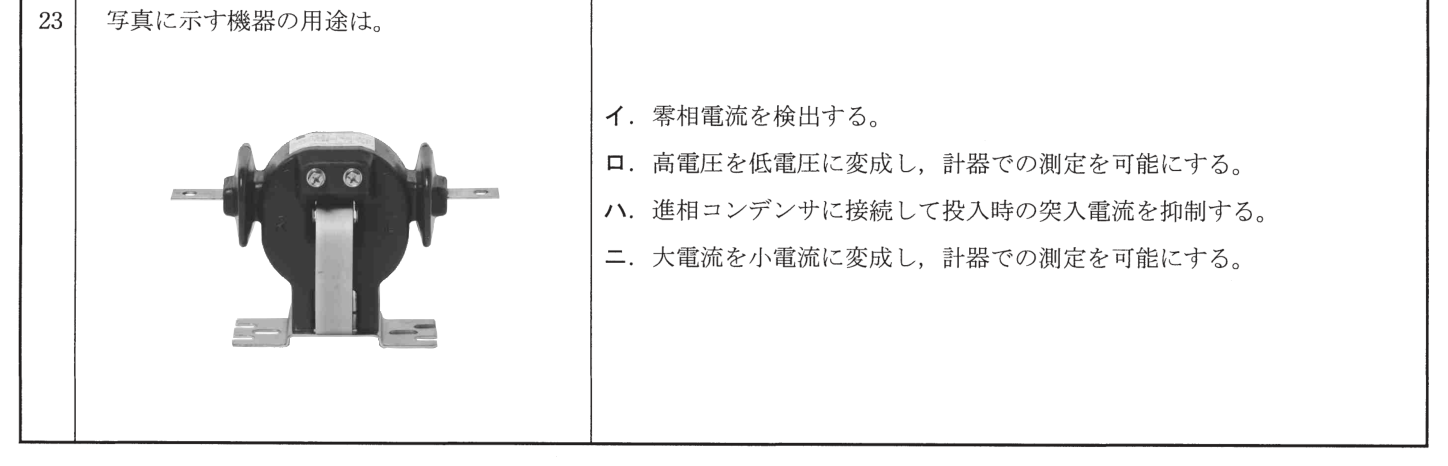 23
写真に示す機器の用途は。
イ．零相電流を検出する。
ロ．高電圧を低電圧に変成し，計器での測定を可能にする。
ハ．進相コンデンサに接続して投入時の突入電流を抑制する。
ニ．大電流を小電流に変成し，計器での測定を可能にする。